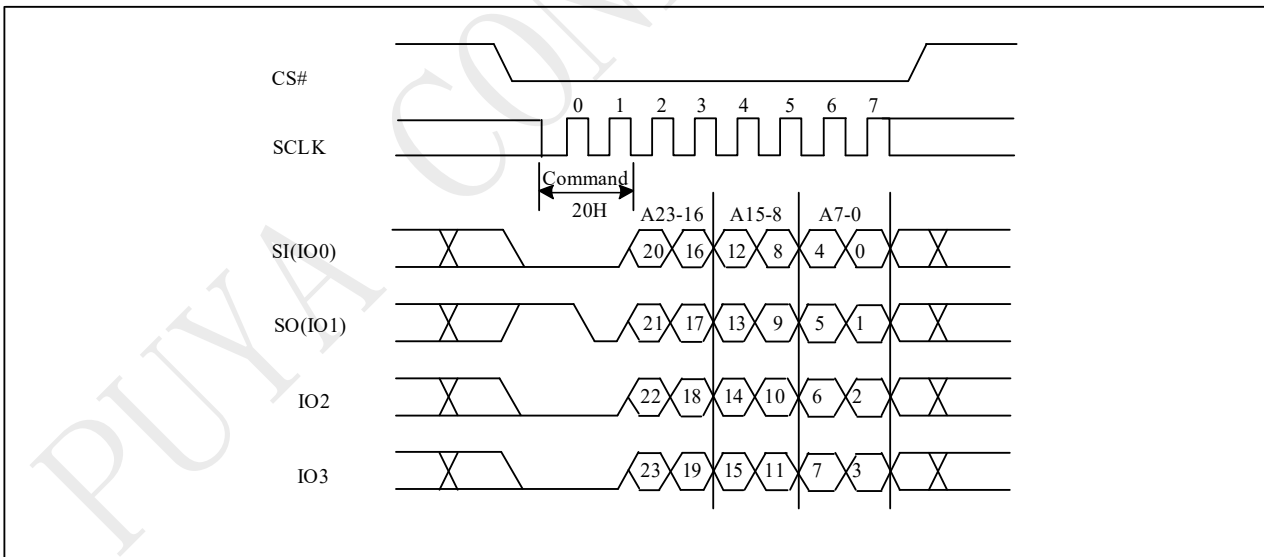 PUYA CON
CS#
0 1 2 3 4 5 6 7
SCLK
Command
20H
A23-16 A15-8 A7-0
SI(IO0) 20 16 12 8 4 0
SO(IO1) 21 17 13 9 5 1
IO2 22 18 14 10 6 2
IO3 23 19 15 11 7 3